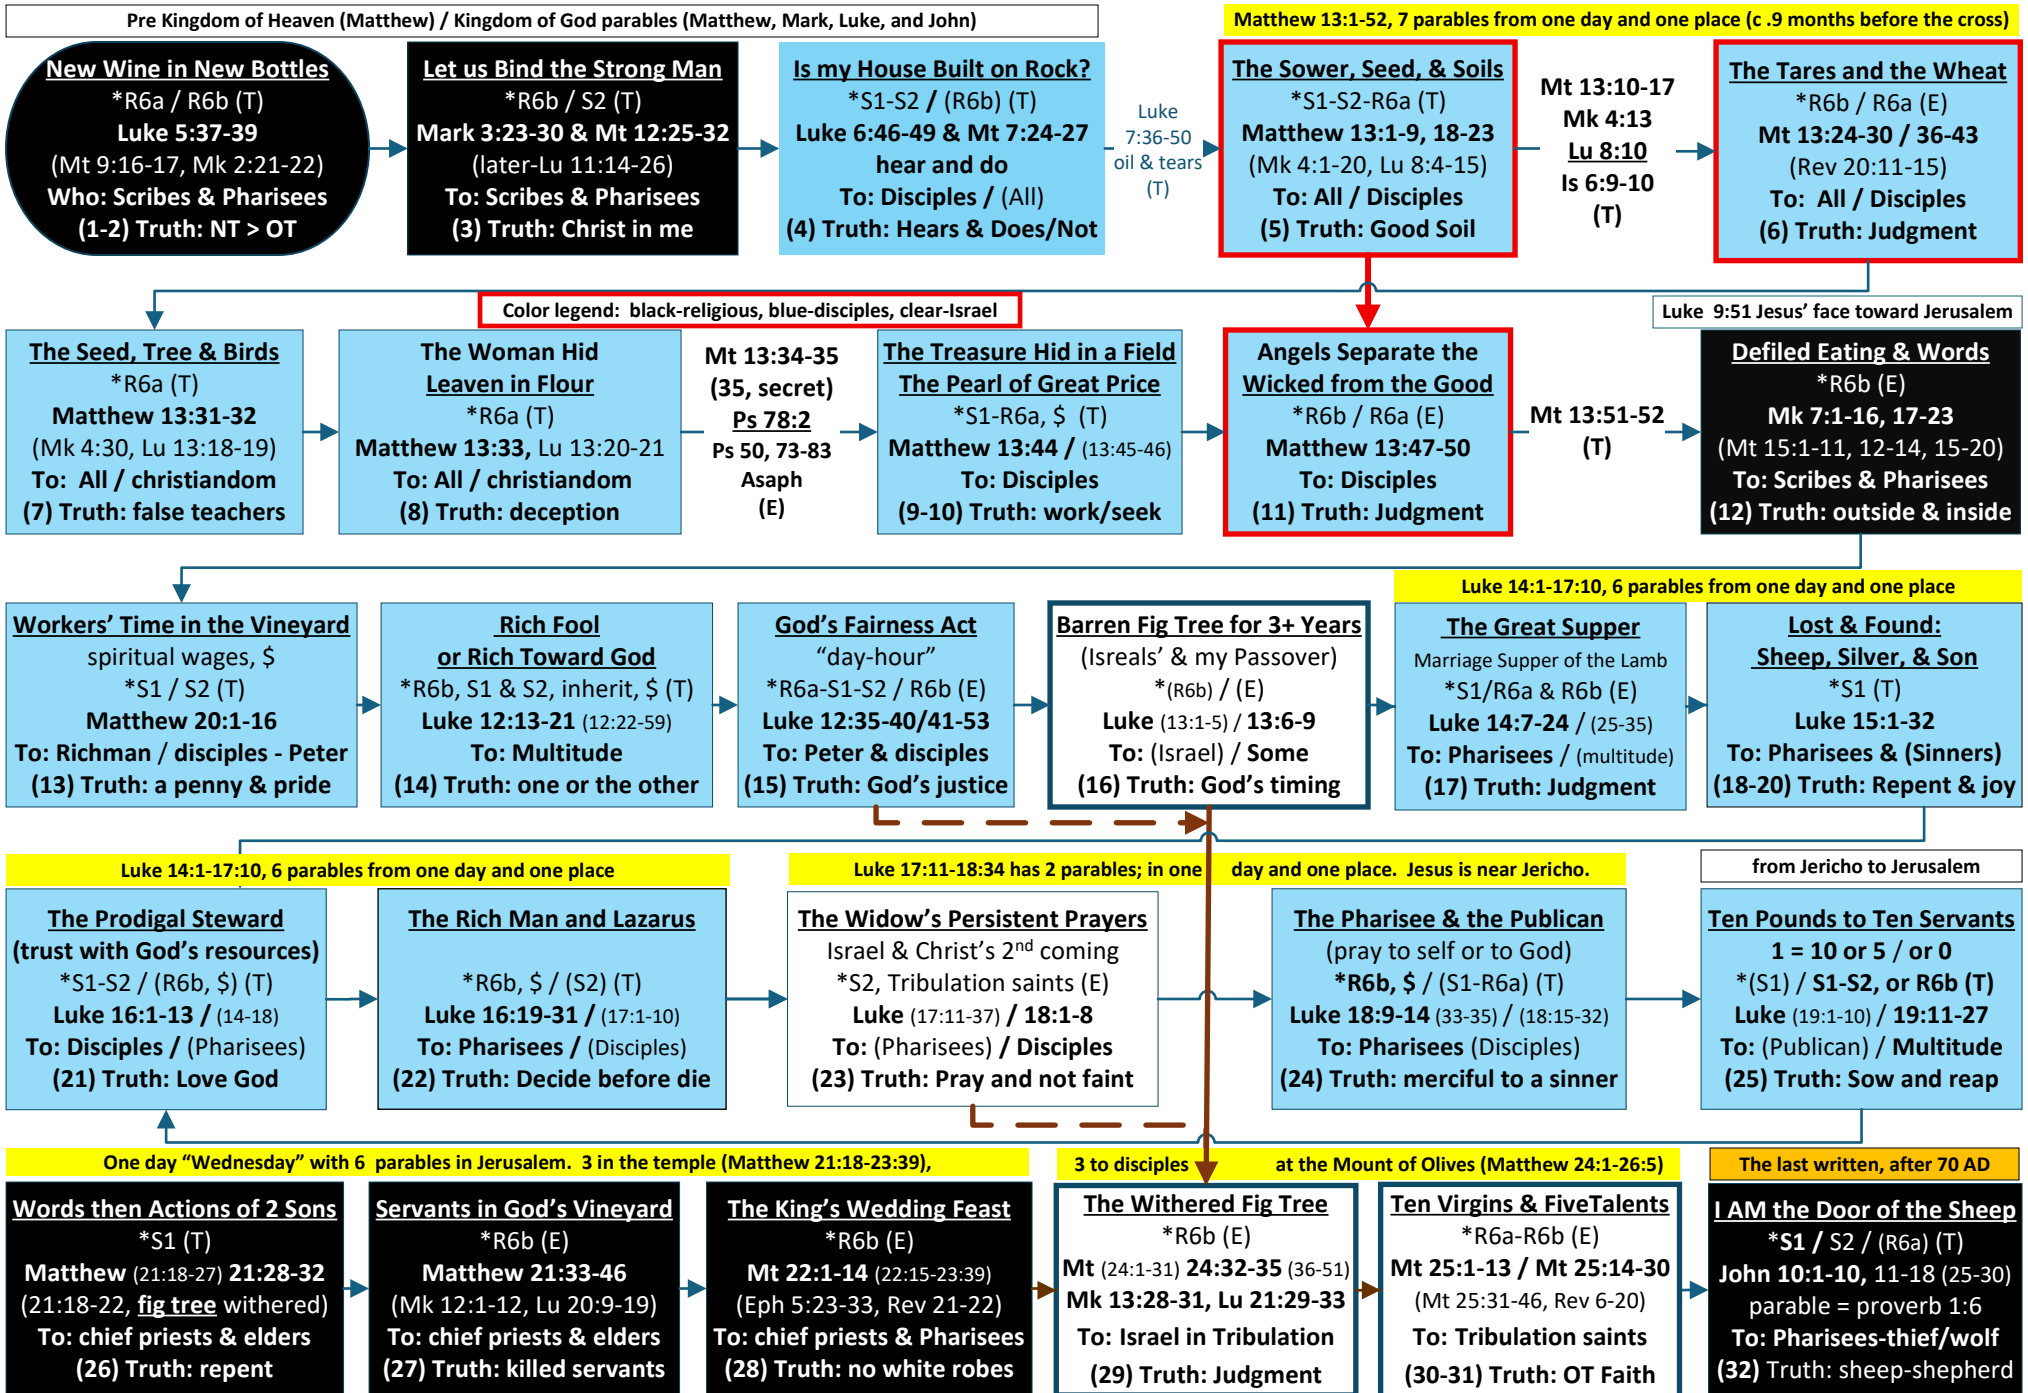 Pre Kingdom of Heaven (Matthew) / Kingdom of God parables (Matthew, Mark, Luke, and John)
Matthew 13:1-52, 7 parables from one day and one place (c .9 months before the cross)
New Wine in New Bottles
*R6a / R6b (T)
Luke 5:37-39
(Mt 9:16-17, Mk 2:21-22)
Who: Scribes & Pharisees
(1-2) Truth: NT > OT
Let us Bind the Strong Man
*R6b / S2 (T)
Mark 3:23-30 & Mt 12:25-32
(later-Lu 11:14-26)
To: Scribes & Pharisees
(3) Truth: Christ in me
Is my House Built on Rock?
*S1-S2 / (R6b) (T)
Luke 6:46-49 & Mt 7:24-27
hear and do
To: Disciples / (All)
(4) Truth: Hears & Does/Not
Luke
7:36-50
oil & tears
(T)
The Sower, Seed, & Soils
*S1-S2-R6a (T)
Matthew 13:1-9, 18-23
(Mk 4:1-20, Lu 8:4-15)
To: All / Disciples
(5) Truth: Good Soil
Mt 13:10-17
Mk 4:13
Lu 8:10
Is 6:9-10
(T)
The Tares and the Wheat
*R6b / R6a (E)
Mt 13:24-30 / 36-43
(Rev 20:11-15)
To: All / Disciples
(6) Truth: Judgment
Color legend: black-religious, blue-disciples, clear-Israel
Luke 9:51 Jesus' face toward Jerusalem
The Seed, Tree & Birds
*R6a (T)
Matthew 13:31-32
(Mk 4:30, Lu 13:18-19)
To: All / christiandom
(7) Truth: false teachers
The Woman Hid
Leaven in Flour
*R6a (T)
Matthew 13:33, Lu 13:20-21
To: All / christiandom
(8) Truth: deception
Mt 13:34-35
(35, secret)
Ps 78:2
Ps 50, 73-83
Asaph
(E)
The Treasure Hid in a Field
The Pearl of Great Price
*S1-R6a, $ (T)
Matthew 13:44 / (13:45-46)
To: Disciples
(9-10) Truth: work/seek
Angels Separate the
Wicked from the Good
*R6b / R6a (E)
Matthew 13:47-50
To: Disciples
(11) Truth: Judgment
Mt 13:51-52
(T)
Defiled Eating & Words
*R6b (E)
Mk 7:1-16, 17-23
(Mt 15:1-11, 12-14, 15-20)
To: Scribes & Pharisees
(12) Truth: outside & inside
Luke 14:1-17:10, 6 parables from one day and one place
Workers' Time in the Vineyard
spiritual wages, $
*S1 / S2 (T)
Matthew 20:1-16
To: Richman / disciples - Peter
(13) Truth: a penny & pride
Rich Fool
or Rich Toward God
*R6b, S1 & S2, inherit, $ (T)
Luke 12:13-21 (12:22-59)
To: Multitude
(14) Truth: one or the other
God's Fairness Act
"day-hour"
*R6a-S1-S2 / R6b (E)
Luke 12:35-40/41-53
To: Peter & disciples
(15) Truth: God's justice
Barren Fig Tree for 3+ Years
(Isreals' & my Passover)
*(R6b) / (E)
Luke (13:1-5) / 13:6-9
To: (Israel) / Some
(16) Truth: God's timing
The Great Supper
Marriage Supper of the Lamb
*S1/R6a & R6b (E)
Luke 14:7-24 / (25-35)
To: Pharisees / (multitude)
(17) Truth: Judgment
Lost & Found:
Sheep, Silver, & Son
*S1 (T)
Luke 15:1-32
To: Pharisees & (Sinners)
(18-20) Truth: Repent & joy
Luke 14:1-17:10, 6 parables from one day and one place
Luke 17:11-18:34 has 2 parables; in one day and one place. Jesus is near Jericho.
from Jericho to Jerusalem
The Prodigal Steward
(trust with God's resources)
*S1-S2 / (R6b, $) (T)
Luke 16:1-13 / (14-18)
To: Disciples / (Pharisees)
(21) Truth: Love God
The Rich Man and Lazarus
*R6b, $ / (S2) (T)
Luke 16:19-31 / (17:1-10)
To: Pharisees / (Disciples)
(22) Truth: Decide before die
The Widow's Persistent Prayers
Israel & Christ's 2nd coming
*S2, Tribulation saints (E)
Luke (17:11-37) / 18:1-8
To: (Pharisees) / Disciples
(23) Truth: Pray and not faint
The Pharisee & the Publican
(pray to self or to God)
*R6b, $ / (S1-R6a) (T)
Luke 18:9-14 (33-35) / (18:15-32)
To: Pharisees (Disciples)
(24) Truth: merciful to a sinner
Ten Pounds to Ten Servants
1 = 10 or 5 / or 0
*(S1) / S1-S2, or R6b (T)
Luke (19:1-10) / 19:11-27
To: (Publican) / Multitude
(25) Truth: Sow and reap
One day "Wednesday" with 6 parables in Jerusalem. 3 in the temple (Matthew 21:18-23:39),
3 to disciples at the Mount of Olives (Matthew 24:1-26:5)
The last written, after 70 AD
Words then Actions of 2 Sons
*S1 (T)
Matthew (21:18-27) 21:28-32
(21:18-22, fig tree withered)
To: chief priests & elders
(26) Truth: repent
Servants in God's Vineyard
*R6b (E)
Matthew 21:33-46
(Mk 12:1-12, Lu 20:9-19)
To: chief priests & elders
(27) Truth: killed servants
The King's Wedding Feast
*R6b (E)
Mt 22:1-14 (22:15-23:39)
(Eph 5:23-33, Rev 21-22)
To: chief priests & Pharisees
(28) Truth: no white robes
The Withered Fig Tree
*R6b (E)
Mt (24:1-31) 24:32-35 (36-51)
Mk 13:28-31, Lu 21:29-33
To: Israel in Tribulation
(29) Truth: Judgment
Ten Virgins & FiveTalents
*R6a-R6b (E)
Mt 25:1-13 / Mt 25:14-30
(Mt 25:31-46, Rev 6-20)
To: Tribulation saints
(30-31) Truth: OT Faith
I AM the Door of the Sheep
*S1 / S2 / (R6a) (T)
John 10:1-10, 11-18 (25-30)
parable = proverb 1:6
To: Pharisees-thief/wolf
(32) Truth: sheep-shepherd